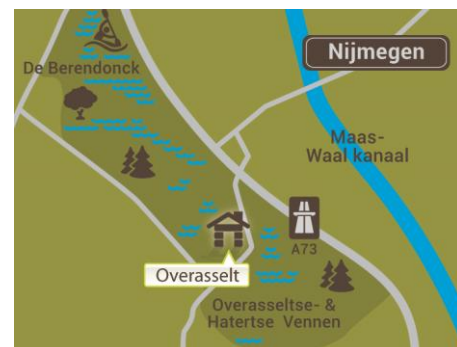 Nijmegen
De Berendonck
Maas-
Waal kanaal
A73
Overasselt
Overasseltse- &
Hatertse Vennen